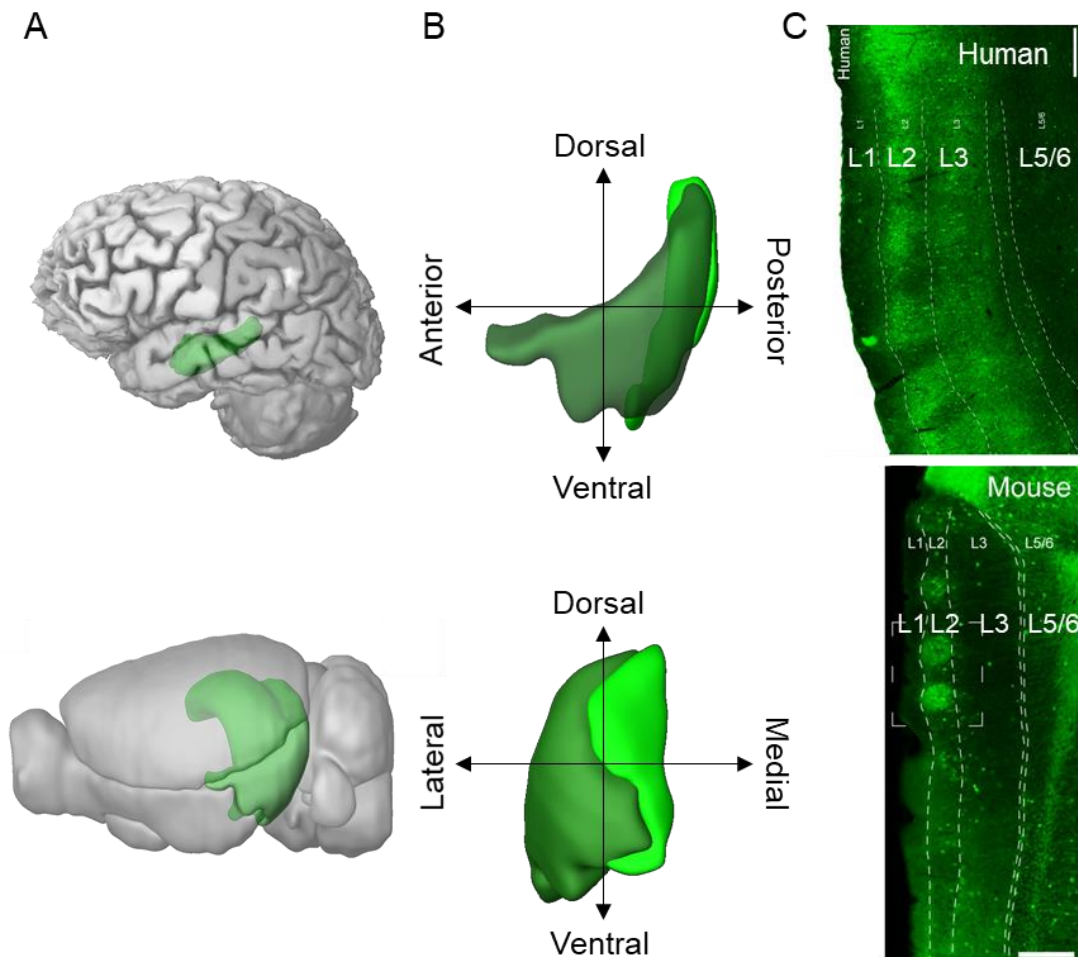 A
B
C
Human
Human
L1 L2 L3 L5/6
L1 L2 L3 L5/6
Dorsal
Anterior
Posterior
Ventral
Mouse
L1 L2 L3 L5/6
L1 L2 L3 L5/6
Dorsal
Lateral
Medial
Ventral